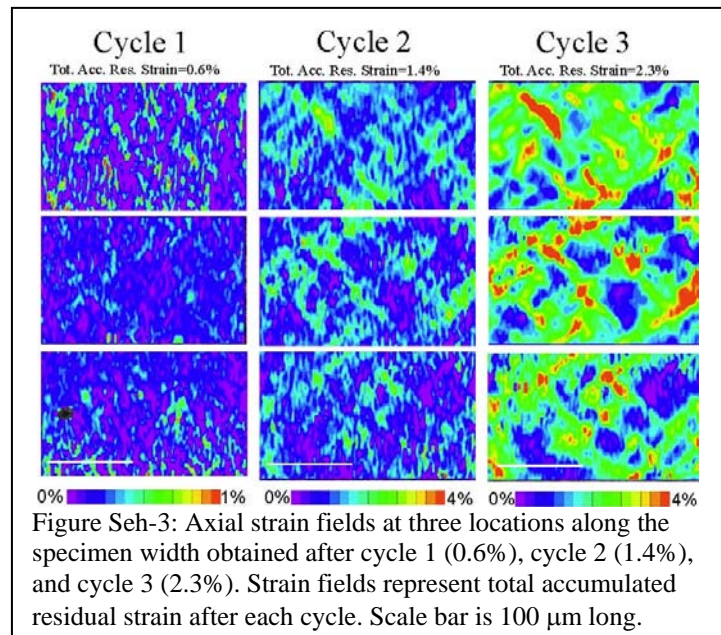 Cycle 1 Cycle 2 Cycle 3
Tot. Acc. Res. Strain=0.6% Tot. Acc. Res. Strain=1.4% Tot. Acc. Res. Strain=2.3%
0% 1% 0% 4% 0% 4%
Figure Seh-3: Axial strain fields at three locations along the
specimen width obtained after cycle 1 (0.6%), cycle 2 (1.4%),
and cycle 3 (2.3%). Strain fields represent total accumulated
residual strain after each cycle. Scale bar is 100 μm long.